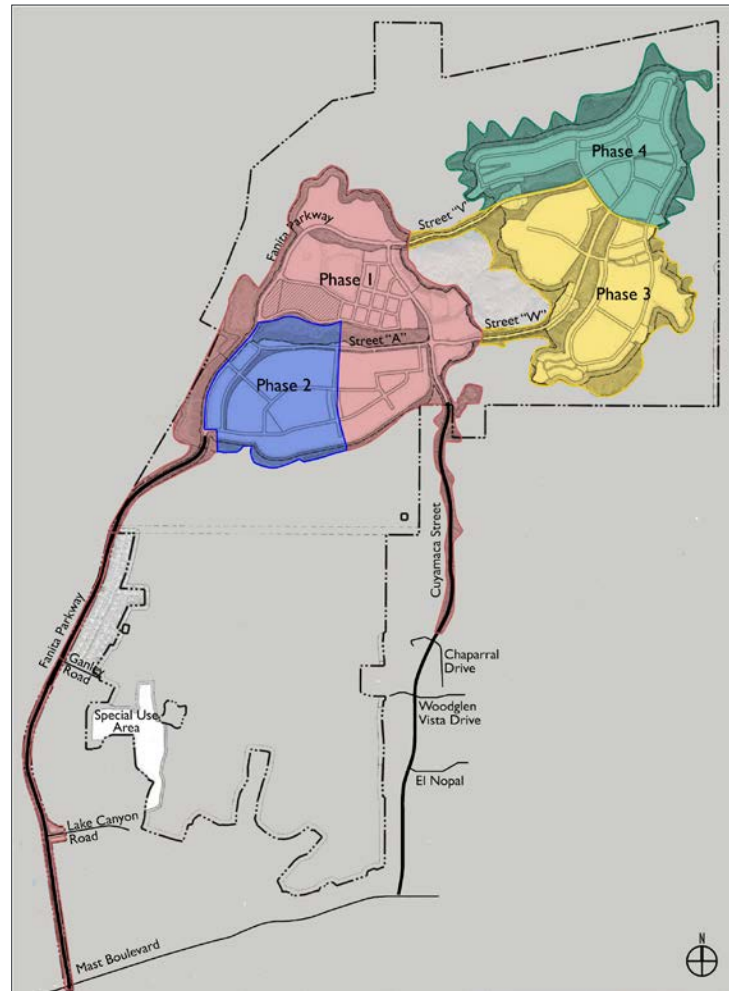 Phase 4
Street "V"
Fanita Parkway
Phase 1
Phase 3
Street "W"
Street "A"
Phase 2
Cuyamaca Street
Fanita Parkway
Chaparral
Drive
Ganley
Road
Woodglen
Vista Drive
Special Use
Area
El Nopal
Lake Canyon
Road
Mast Boulevard
N